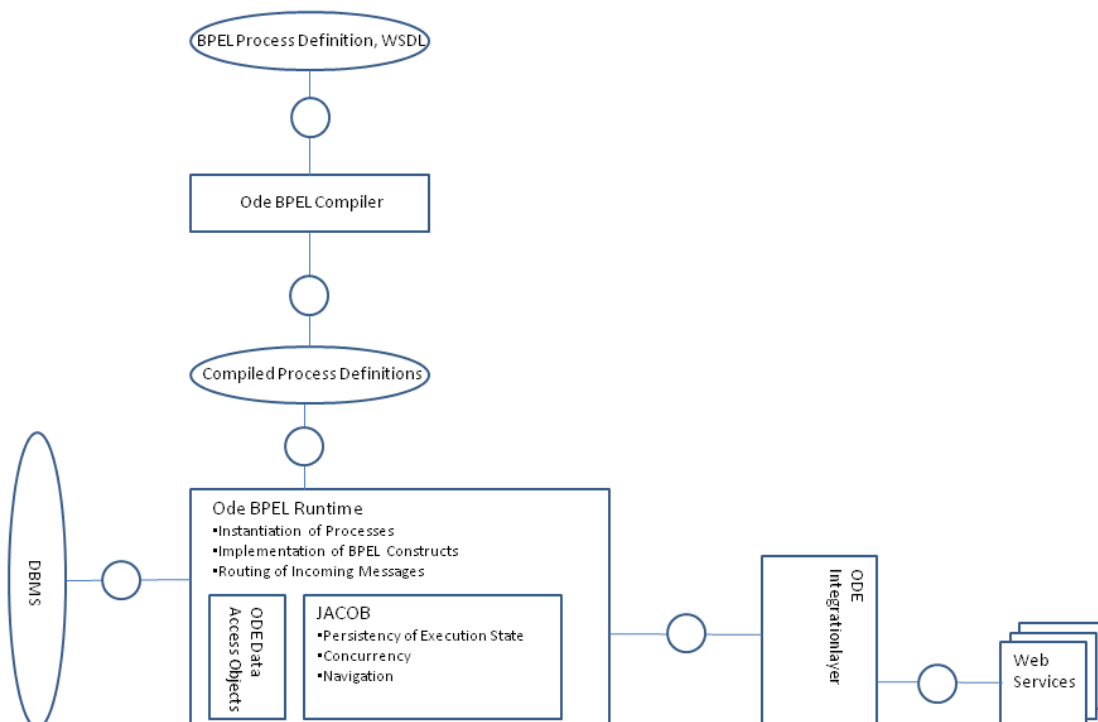 BPEL Process Definition, WSDL
Ode BPEL Compiler
Compiled Process Definitions
DBMS
Ode BPEL Runtime
▪Instantiation of Processes
▪Implementation of BPEL Constructs
▪Routing of Incoming Messages
ODE Data
Access Objects
JACOB
▪Persistency of Execution State
▪Concurrency
▪Navigation
ODE
Integrationlayer
Web
Services